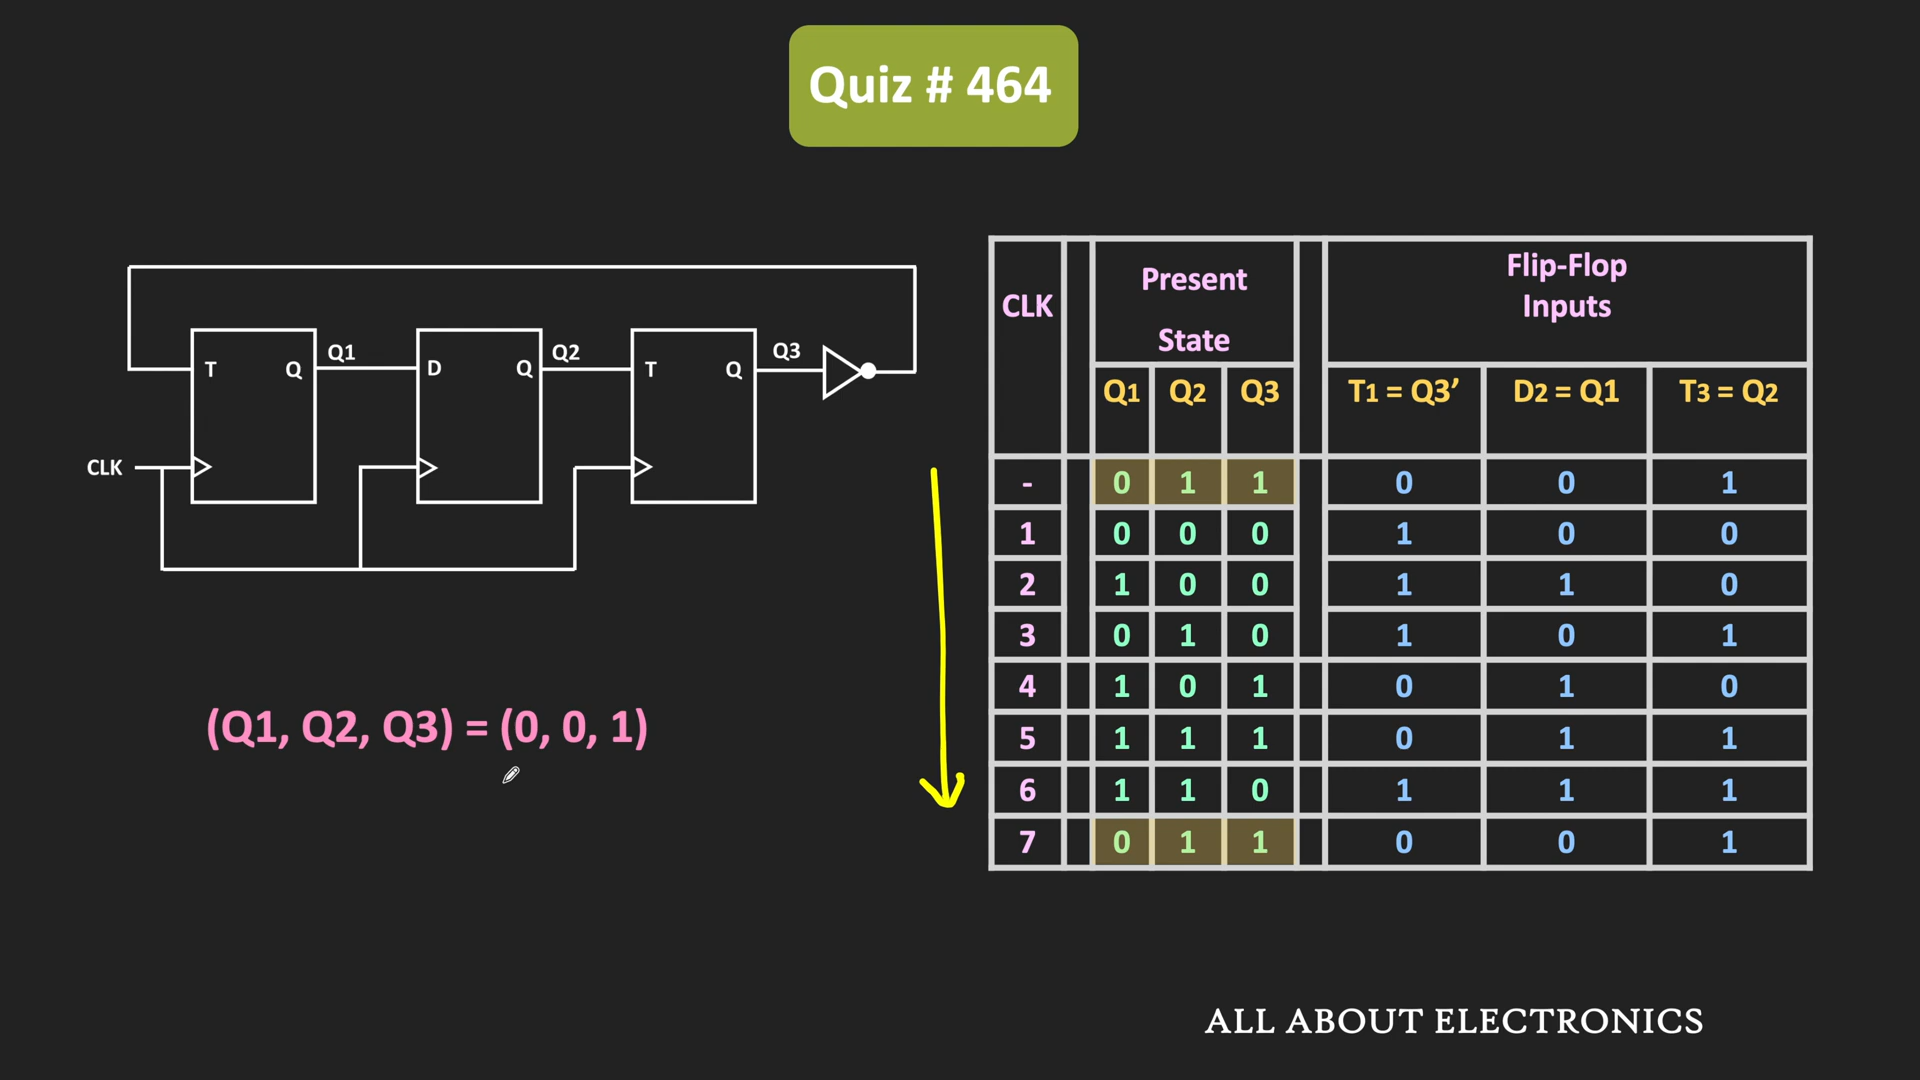 Quiz # 464
T Q Q1 D Q Q2 T Q Q3
CLK
(Q1, Q2, Q3) = (0, 0, 1)
CLK Present State Flip-Flop Inputs
Q1 Q2 Q3 T1 = Q3’ D2 = Q1 T3 = Q2
- 0 1 1 0 0 1
1 0 0 0 1 0 0
2 1 0 0 1 1 0
3 0 1 0 1 0 1
4 1 0 1 0 1 0
5 1 1 1 0 1 1
6 1 1 0 1 1 1
7 0 1 1 0 0 1
ALL ABOUT ELECTRONICS